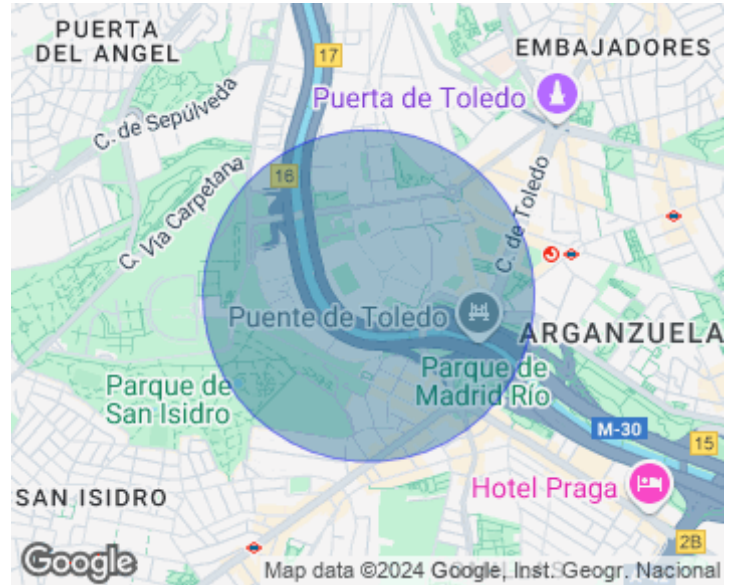 PUERTA
DEL ANGEL
17
EMBAJADORES
Puerta de Toledo
C. de Sepúlveda
16
C. Vía Carpetana
C. de Toledo
Puente de Toledo
ARGANZUELA
Parque de
San Isidro
Parque de
Madrid Río
M-30
15
SAN ISIDRO
Hotel Praga
2B
Google
Map data ©2024 Google, Inst. Geogr. Nacional